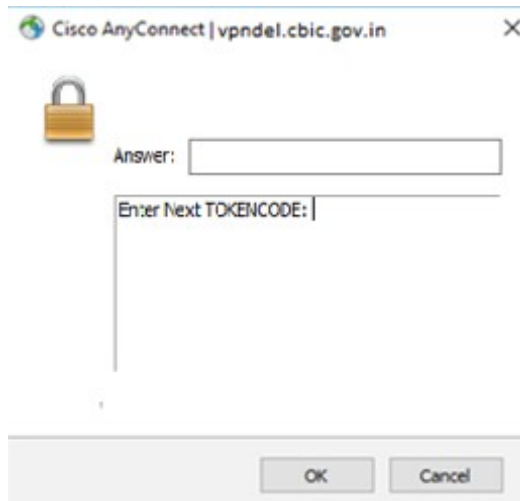 Cisco AnyConnect | vpndel.cbic.gov.in
Answer:
Enter Next TOKENCODE:
OK Cancel